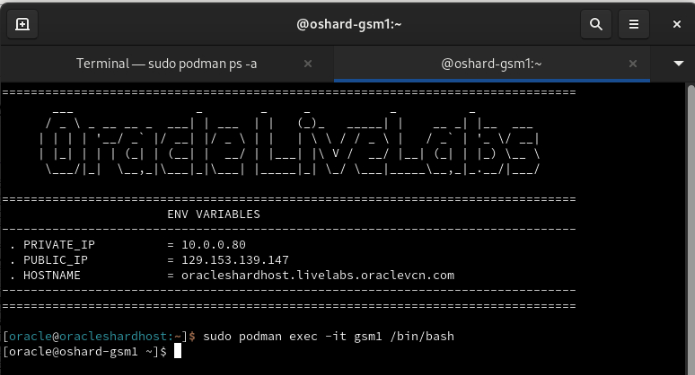 @oshard-gsm1:~
Terminal — sudo podman ps -a
@oshard-gsm1:~
================================================================================
OracleLiveLabs
================================================================================
ENV VARIABLES
--------------------------------------------------------------------------------
. PRIVATE_IP = 10.0.0.80
. PUBLIC_IP = 129.153.139.147
. HOSTNAME = oracleshardhost.livelabs.oraclevcn.com
--------------------------------------------------------------------------------
================================================================================
[oracle@oracleshardhost:~]$ sudo podman exec -it gsm1 /bin/bash
[oracle@oshard-gsm1 ~]$